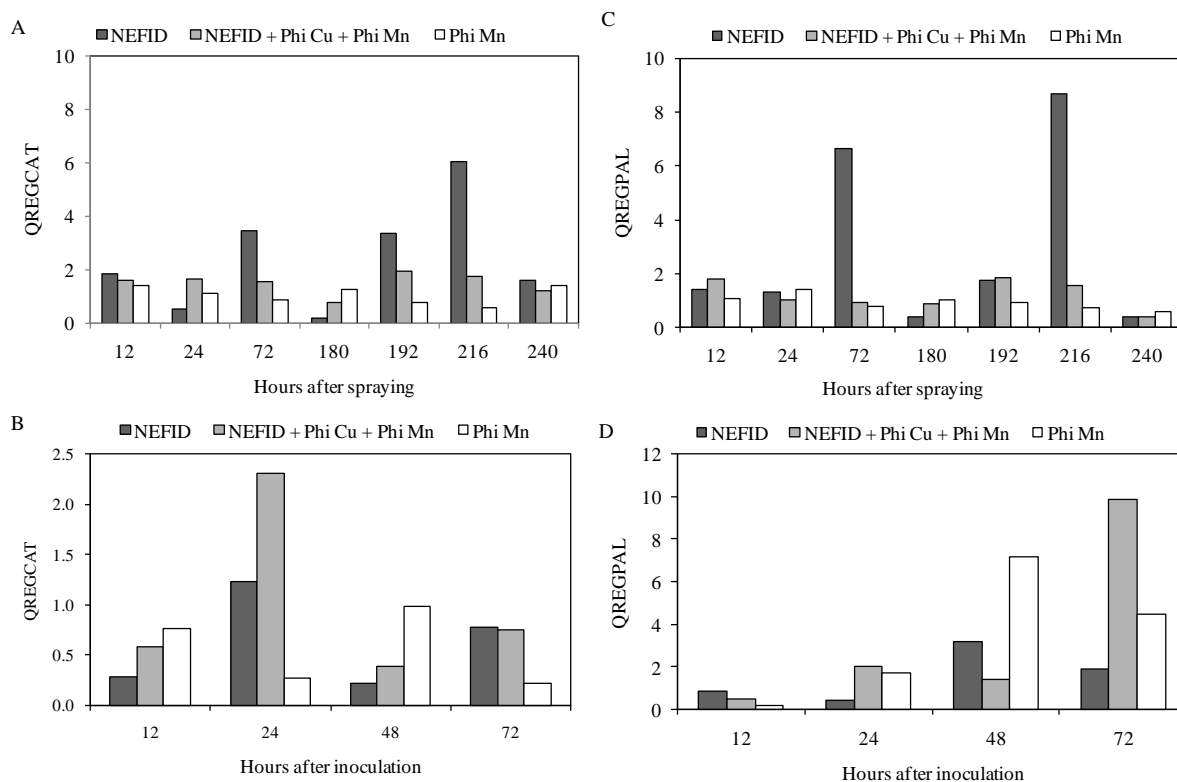 A
NEFID NEFID + Phi Cu + Phi Mn Phi Mn
10
8
6
4
2
0
QREGCAT
12 24 72 180 192 216 240
Hours after spraying
B
NEFID NEFID + Phi Cu + Phi Mn Phi Mn
2.5
2.0
1.5
1.0
0.5
0.0
QREGCAT
12 24 48 72
Hours after inoculation
C
NEFID NEFID + Phi Cu + Phi Mn Phi Mn
10
8
6
4
2
0
QREGPAL
12 24 72 180 192 216 240
Hours after spraying
D
NEFID NEFID + Phi Cu + Phi Mn Phi Mn
12
10
8
6
4
2
0
QREGPAL
12 24 48 72
Hours after inoculation